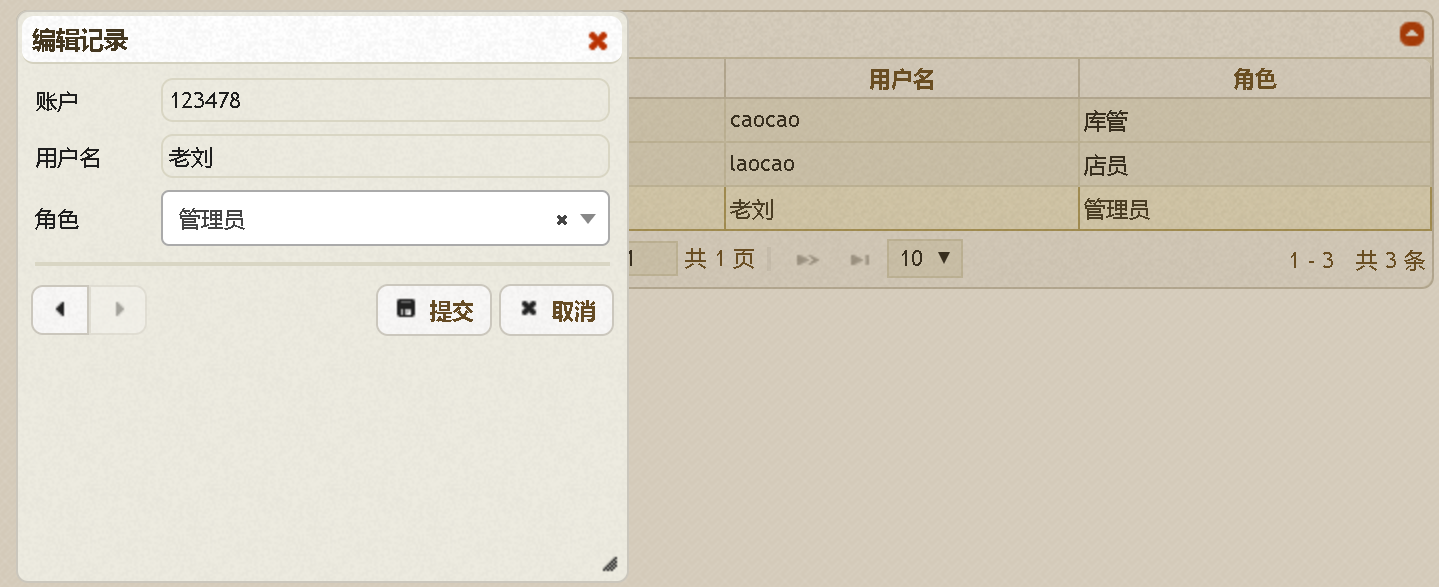 编辑记录
账户 123478
用户名 老刘
角色 管理员
提交 取消
用户名 角色
caocao 库管
laocao 店员
老刘 管理员
1 共 1 页 10 1 - 3 共 3 条